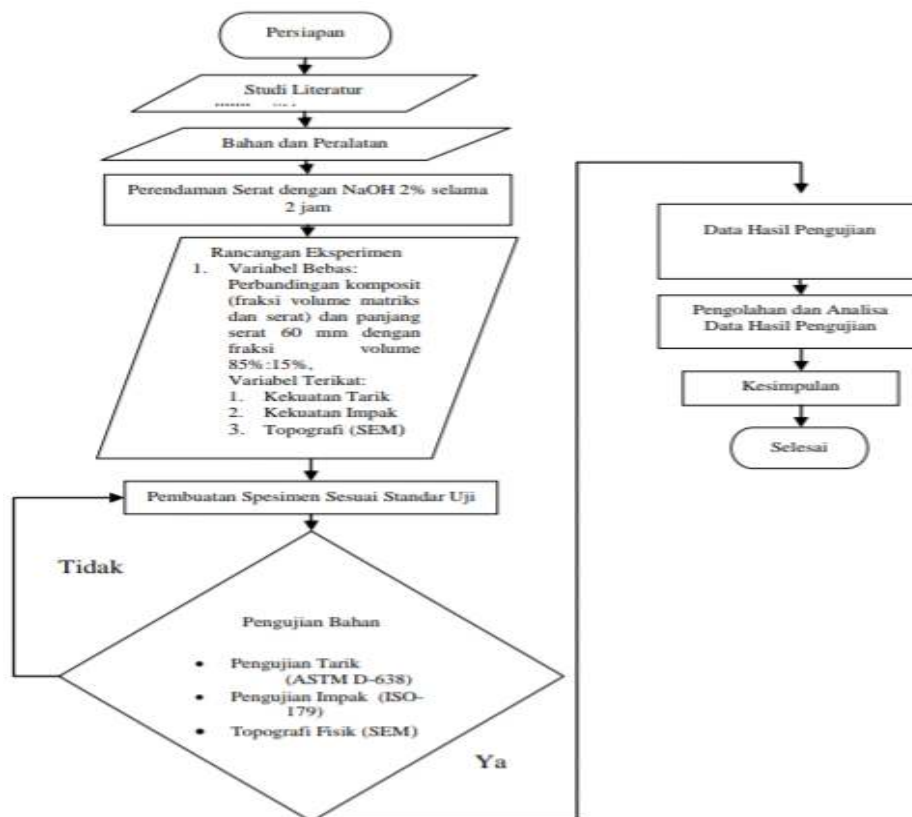 Persiapan
Studi Literatur
Bahan dan Peralatan
Perendaman Serat dengan NaOH 2% selama
2 jam
Rancangan Eksperimen
1. Variabel Bebas:
Perbandingan komposit
(fraksi volume matriks
dan serat) dan panjang
serat 60 mm dengan
fraksi volume
85%:15%,
Variabel Terikat:
1. Kekuatan Tarik
2. Kekuatan Impak
3. Topografi (SEM)
Pembuatan Spesimen Sesuai Standar Uji
Tidak
Pengujian Bahan
• Pengujian Tarik
(ASTM D-638)
• Pengujian Impak (ISO-
179)
• Topografi Fisik (SEM)
Ya
Data Hasil Pengujian
Pengolahan dan Analisa
Data Hasil Pengujian
Kesimpulan
Selesai